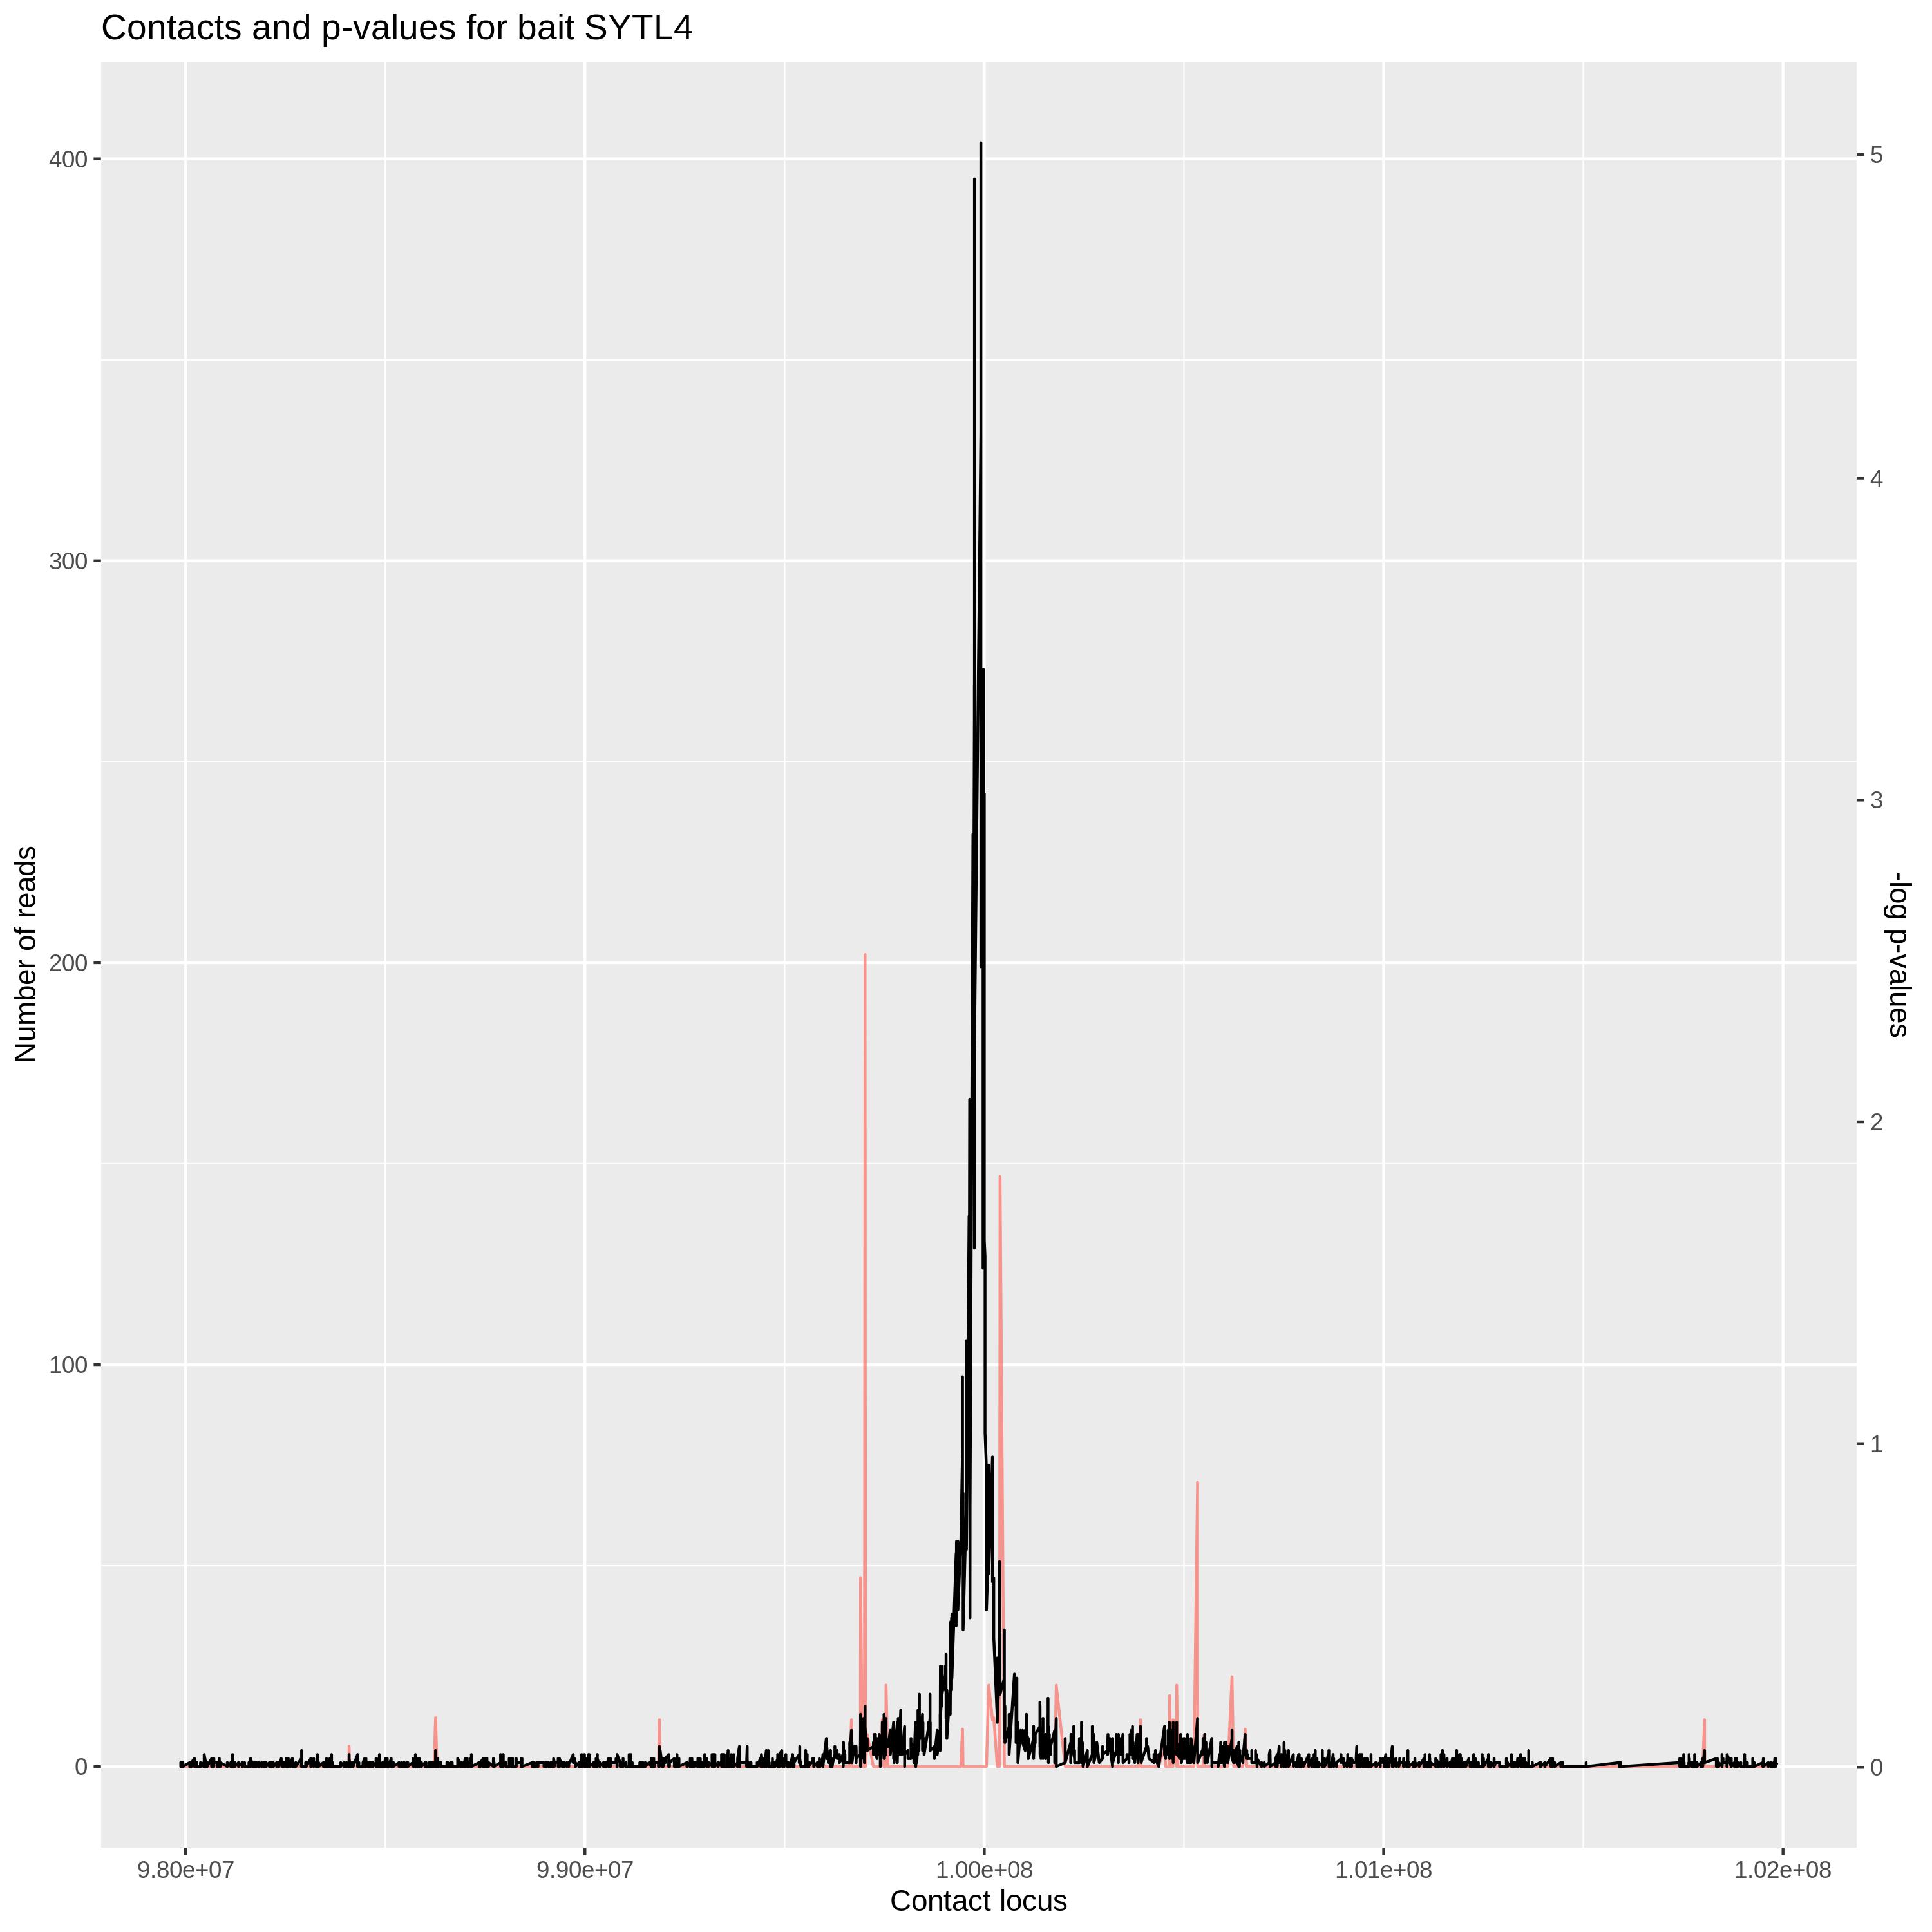 Contacts and p-values for bait SYTL4
400
300
200
100
0
Number of reads
5
4
3
2
1
0
-log p-values
9.80e+07
9.90e+07
1.00e+08
1.01e+08
1.02e+08
Contact locus